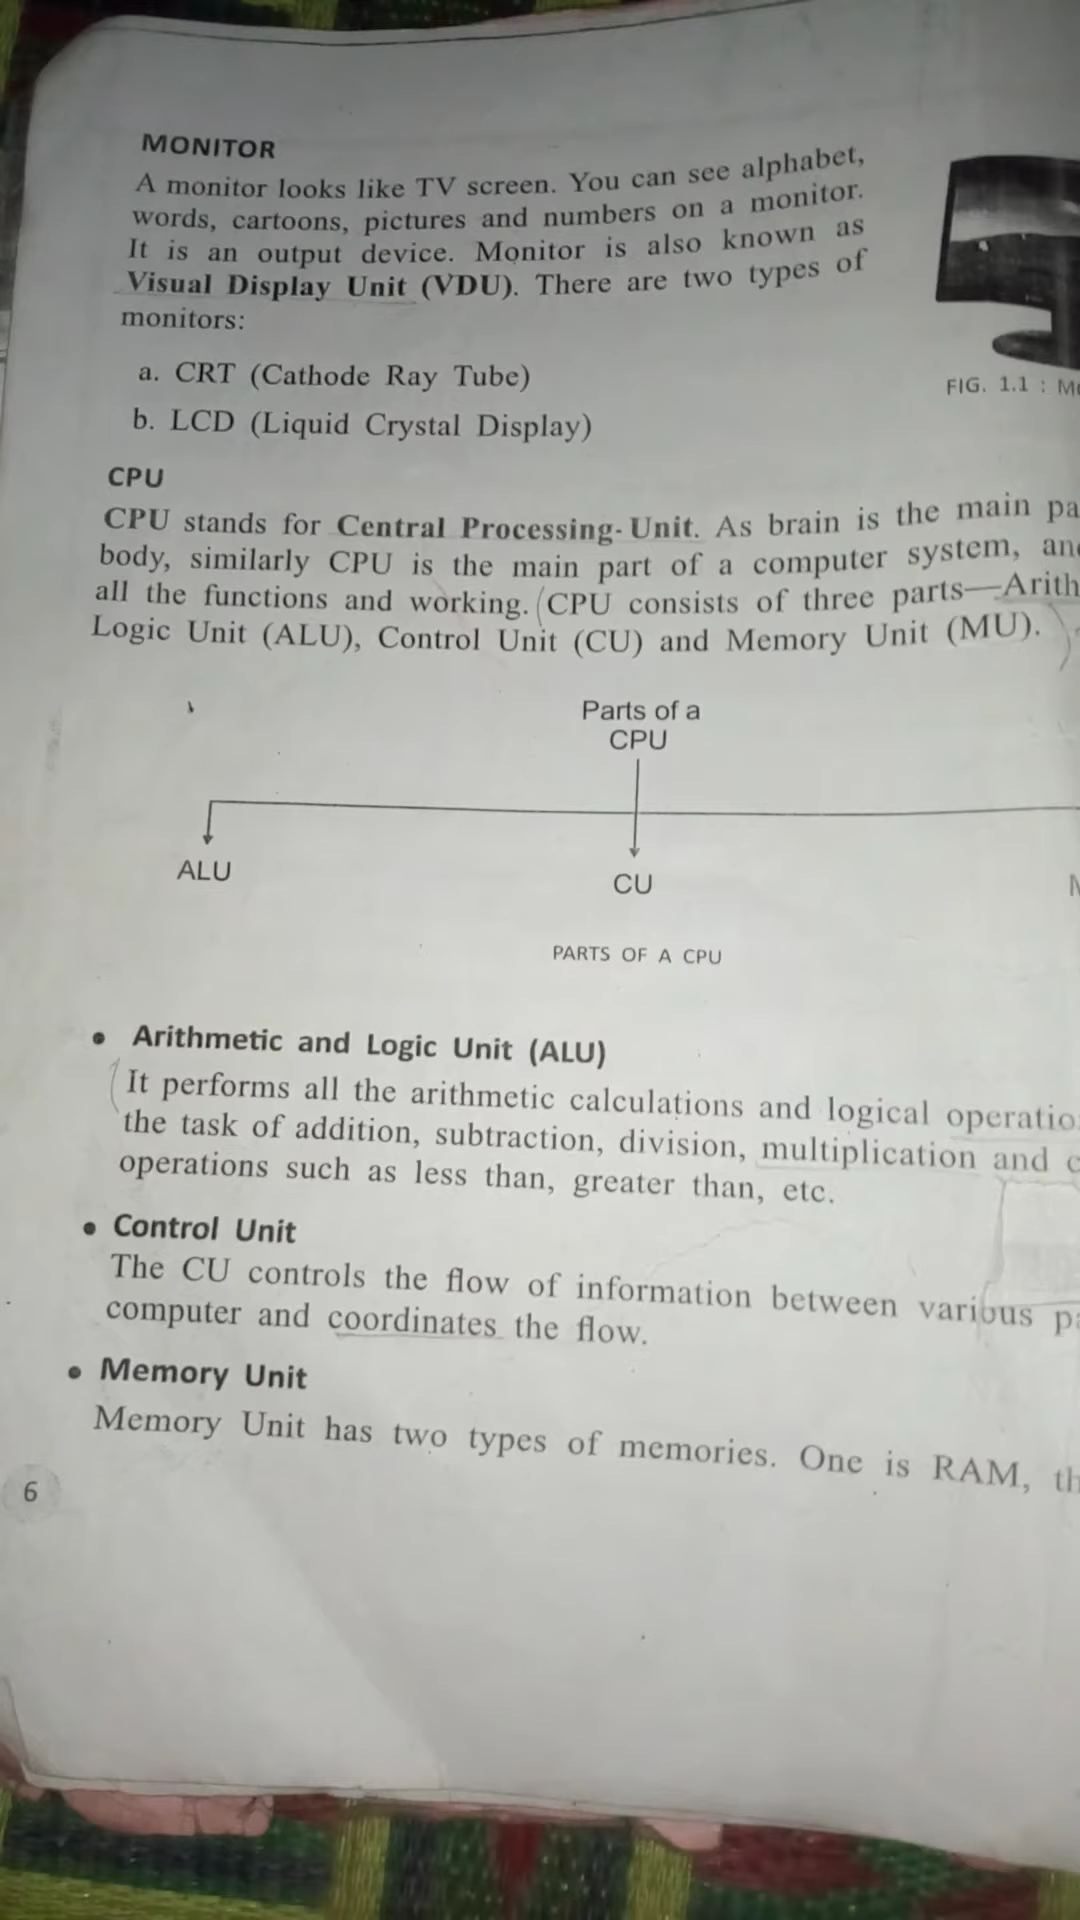 MONITOR
A monitor looks like TV screen. You can see alphabet,
words, cartoons, pictures and numbers on a monitor.
It is an output device. Monitor is also known as
Visual Display Unit (VDU). There are two types of
monitors:
a. CRT (Cathode Ray Tube)
b. LCD (Liquid Crystal Display)
FIG. 1.1 :
CPU
CPU stands for Central Processing- Unit. As brain is the main
body, similarly CPU is the main part of a computer system,
all the functions and working. (CPU consists of three parts—
Logic Unit (ALU), Control Unit (CU) and Memory Unit (MU). )
Parts of a
CPU
ALU
CU
PARTS OF A CPU
• Arithmetic and Logic Unit (ALU)
(It performs all the arithmetic calculations and logical
the task of addition, subtraction, division, multiplication and
operations such as less than, greater than, etc.
• Control Unit
The CU controls the flow of information between various
computer and coordinates the flow.
• Memory Unit
Memory Unit has two types of memories. One is RAM,
6